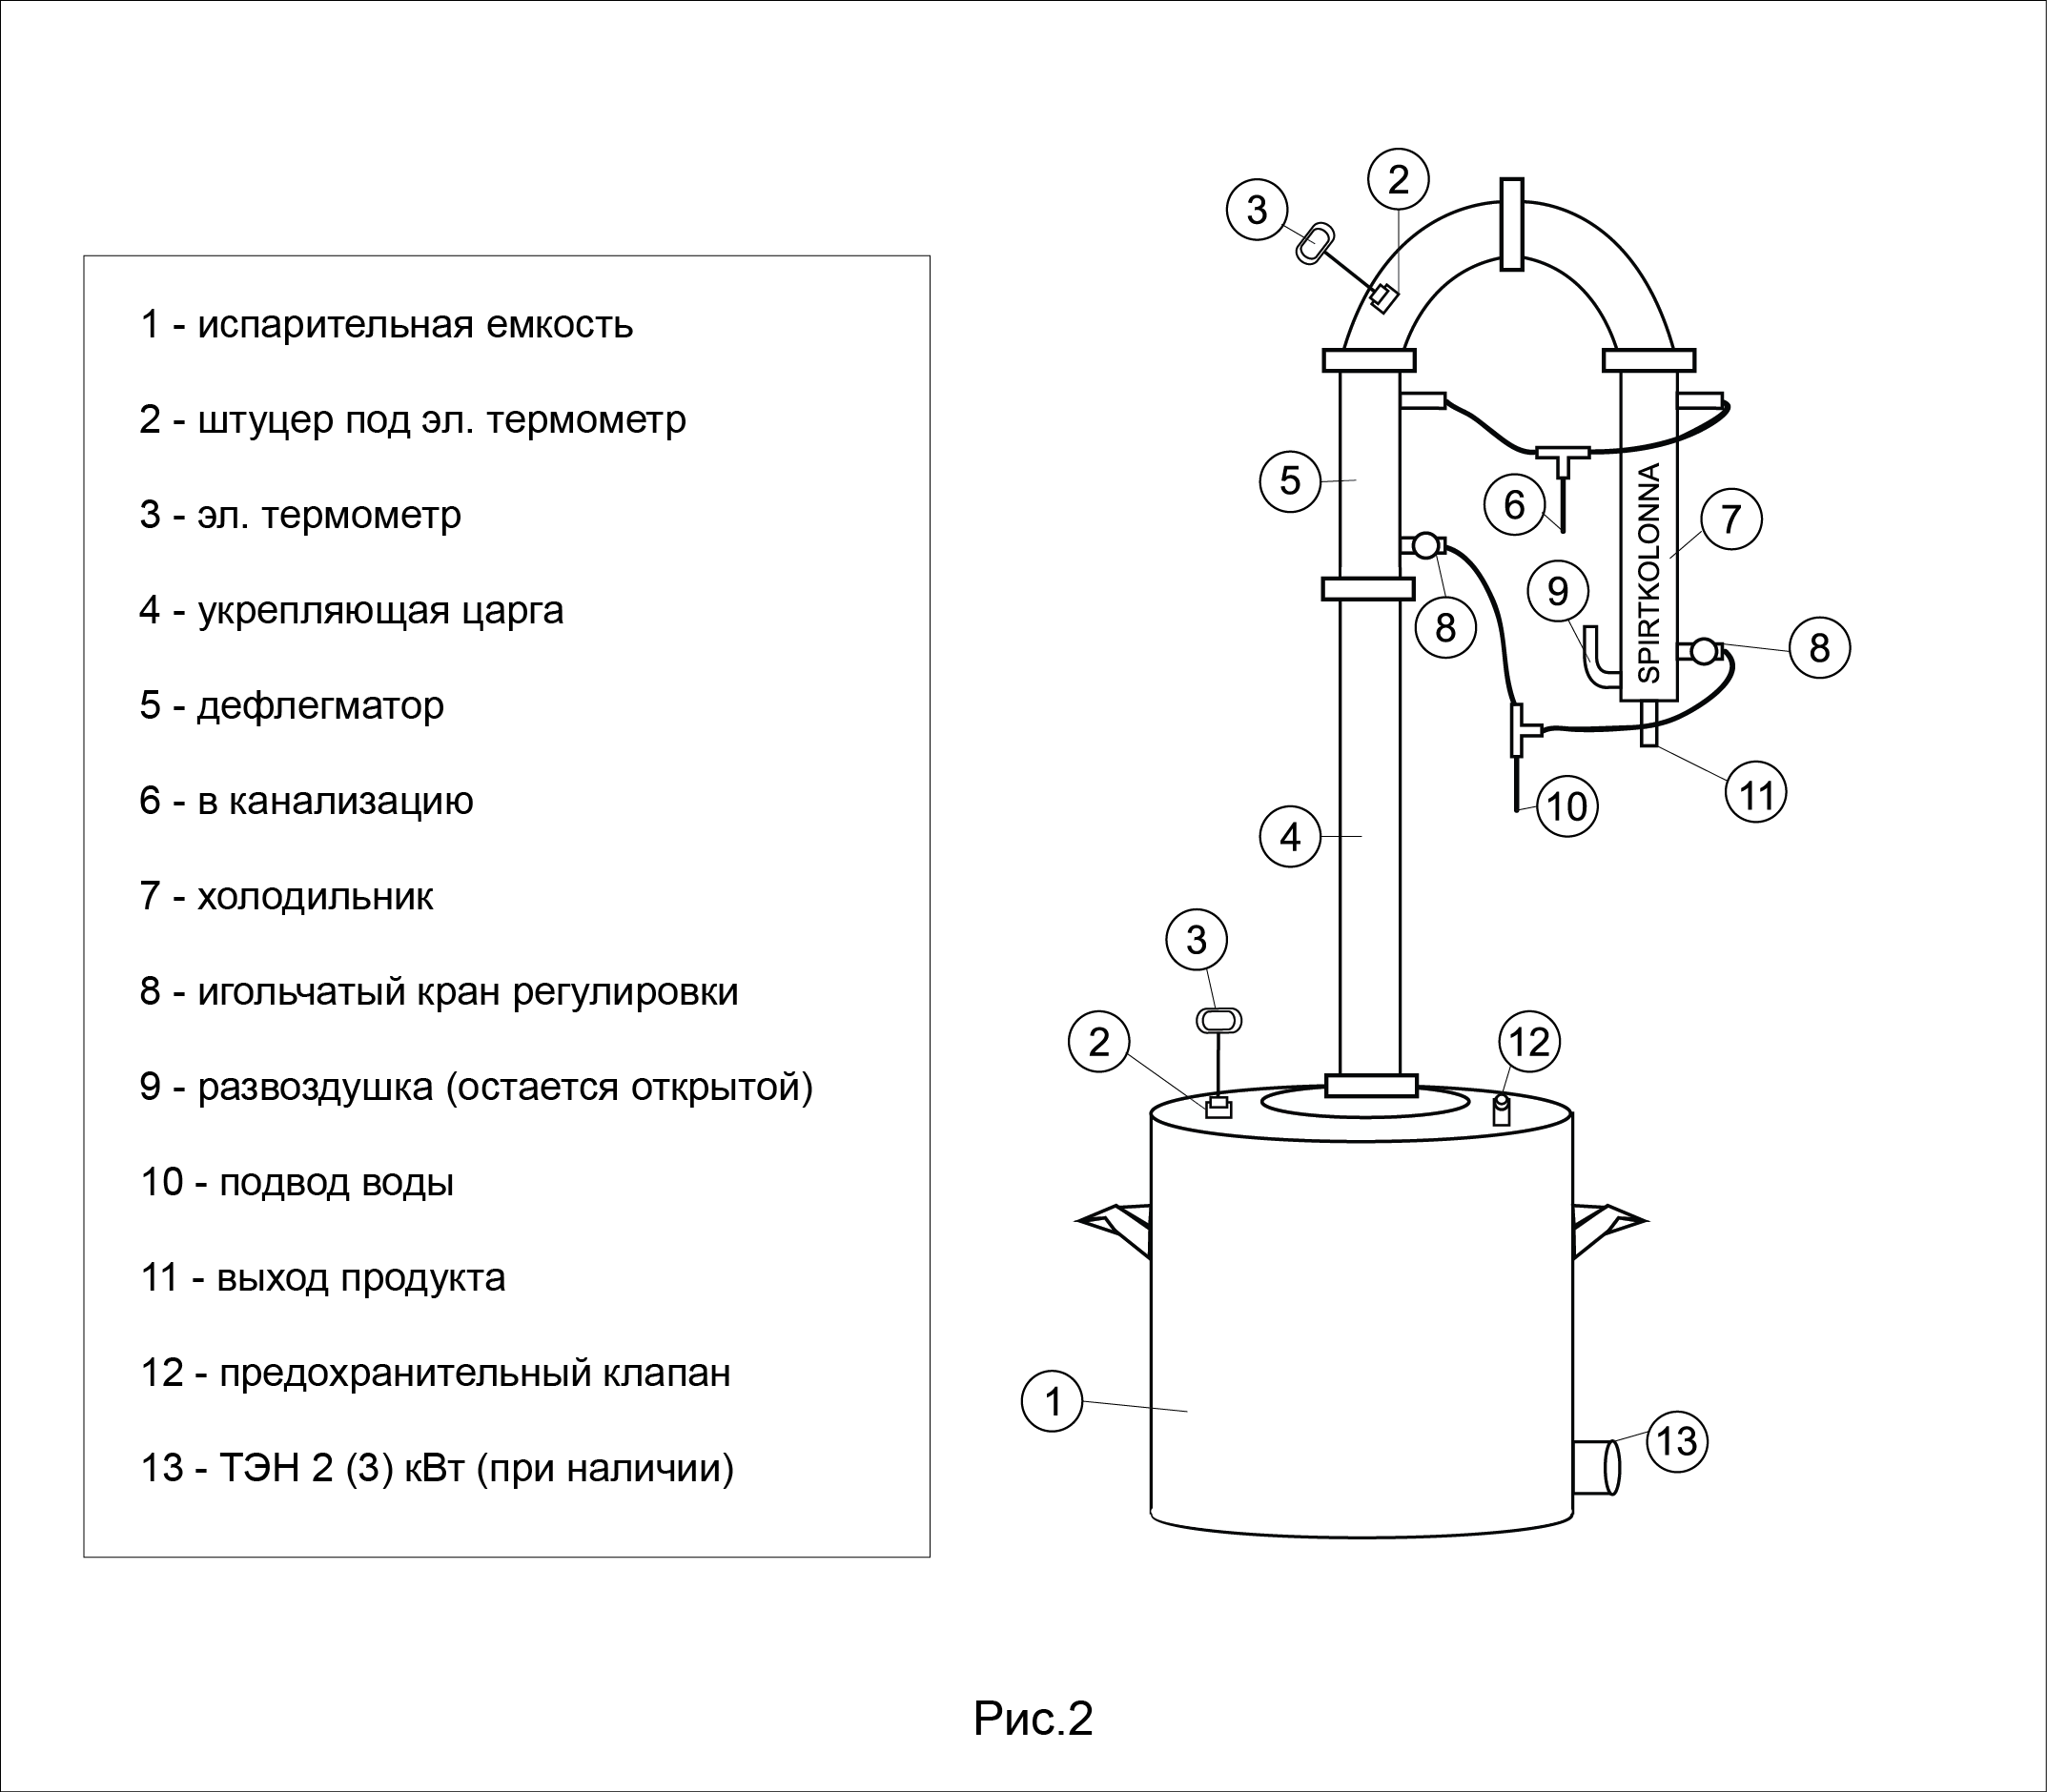 1 - испарительная емкость
2 - штуцер под эл. термометр
3 - эл. термометр
4 - укрепляющая царга
5 - дефлегматор
6 - в канализацию
7 - холодильник
8 - игольчатый кран регулировки
9 - развоздушка (остается открытой)
10 - подвод воды
11 - выход продукта
12 - предохранительный клапан
13 - ТЭН 2 (3) кВт (при наличии)
2
3
5
6
7
9
8
8
SPIRTKOLONNA
11
10
4
3
2
12
1
13
Рис.2